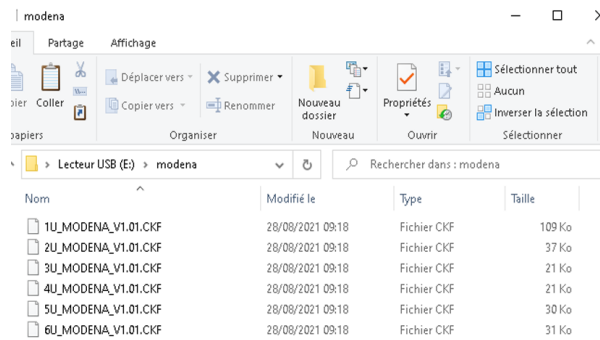 modena
eil Partage Affichage
Déplacer vers Supprimer Sélectionner tout
pier Coller Copier vers Renommer Nouveau dossier Propriétés Aucun
Inverser la sélection
papiers Organiser Nouveau Ouvrir Sélectionner
Lecteur USB (E:) > modena Rechercher dans : modena
Nom Modifié le Type Taille
1U_MODENA_V1.01.CKF 28/08/2021 09:18 Fichier CKF 109 Ko
2U_MODENA_V1.01.CKF 28/08/2021 09:18 Fichier CKF 37 Ko
3U_MODENA_V1.01.CKF 28/08/2021 09:18 Fichier CKF 21 Ko
4U_MODENA_V1.01.CKF 28/08/2021 09:18 Fichier CKF 21 Ko
5U_MODENA_V1.01.CKF 28/08/2021 09:18 Fichier CKF 30 Ko
6U_MODENA_V1.01.CKF 28/08/2021 09:18 Fichier CKF 31 Ko